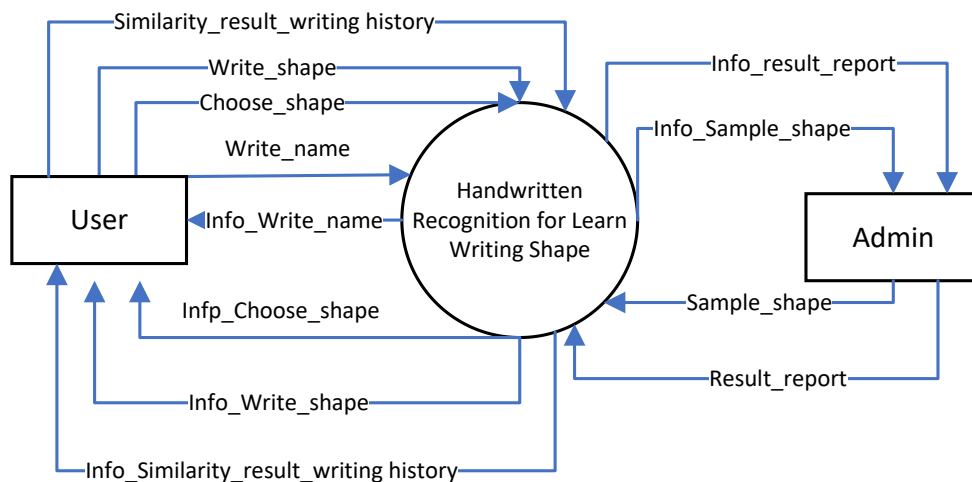 Similarity_result_writing history
Write_shape
Info_result_report
Choose_shape
Info_Sample_shape
Write_name
User
Info_Write_name
Handwritten
Recognition for Learn
Writing Shape
Admin
Infp_Choose_shape
Sample_shape
Result_report
Info_Write_shape
Info_Similarity_result_writing history